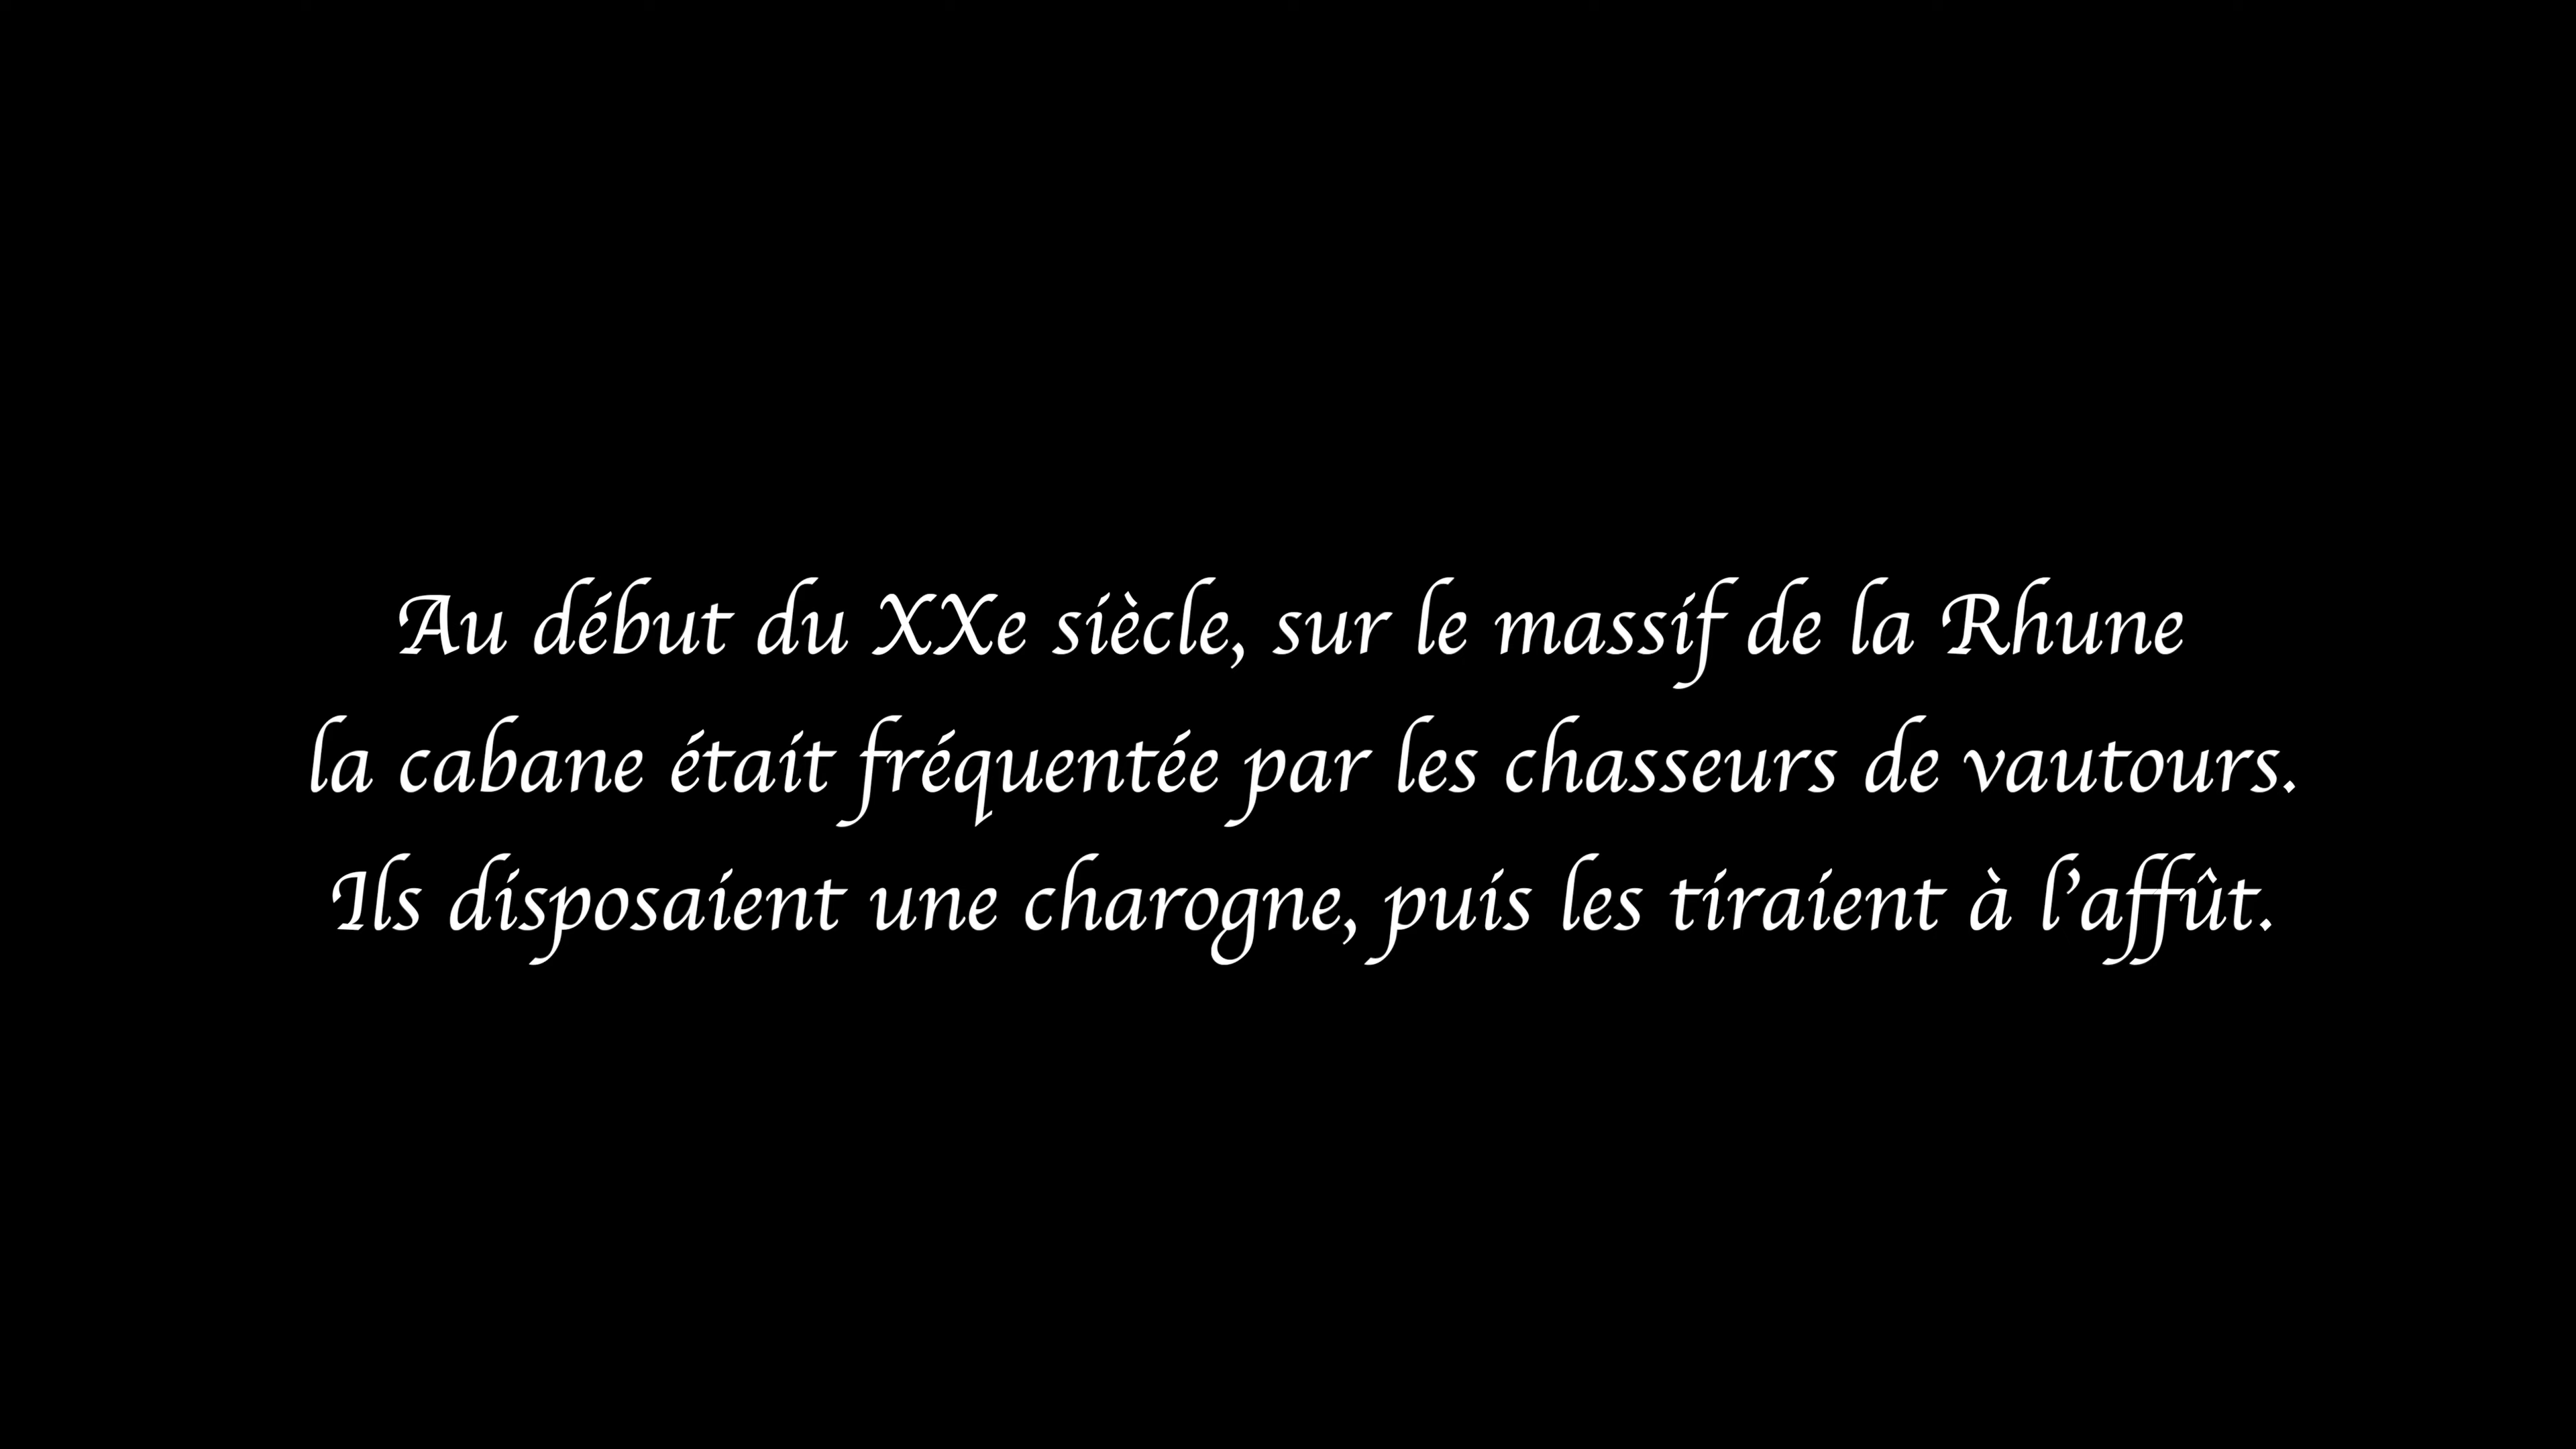 Au début du XXe siècle, sur le massif de la Rhune
la cabane était fréquentée par les chasseurs de vautours.
Ils disposaient une charogne, puis les tiraient à l’affût.